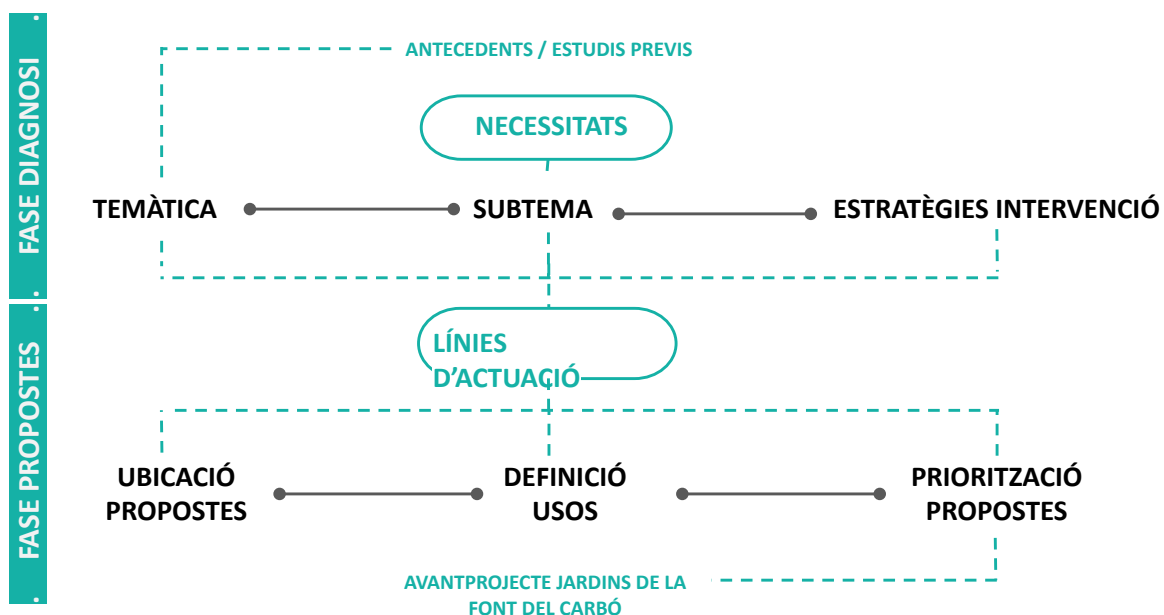 FASE DIAGNOSI
ANTECEDENTS / ESTUDIS PREVIS
NECESSITATS
TEMÀTICA
SUBTEMA
ESTRATÈGIES INTERVENCIÓ
FASE PROPOSTES
LÍNIES
D'ACTUACIÓ
UBICACIÓ
PROPOSTES
DEFINICIÓ
USOS
PRIORITZACIÓ
PROPOSTES
AVANTPROJECTE JARDINS DE LA
FONT DEL CARBÓ